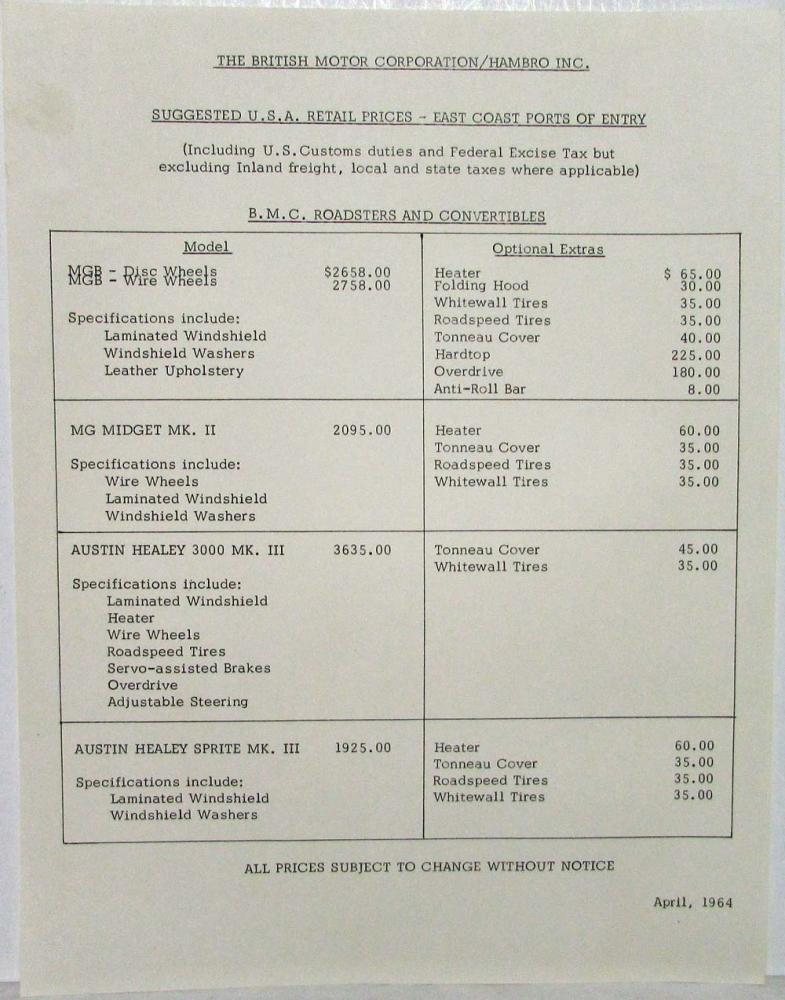 THE BRITISH MOTOR CORPORATION/HAMBRO INC.
SUGGESTED U.S.A. RETAIL PRICES - EAST COAST PORTS OF ENTRY
(Including U.S.Customs duties and Federal Excise Tax but
excluding Inland freight, local and state taxes where applicable)
B.M.C. ROADSTERS AND CONVERTIBLES
Model Optional Extras
MGB - Disc Wheels $2658.00 Heater $ 65.00
MGB - Wire Wheels 2758.00 Folding Hood 30.00
Whitewall Tires 35.00
Specifications include: Roadspeed Tires 35.00
Laminated Windshield Tonneau Cover 40.00
Windshield Washers Hardtop 225.00
Leather Upholstery Overdrive 180.00
Anti-Roll Bar 8.00
MG MIDGET MK. II 2095.00 Heater 60.00
Tonneau Cover 35.00
Specifications include: Roadspeed Tires 35.00
Wire Wheels Whitewall Tires 35.00
Laminated Windshield
Windshield Washers
AUSTIN HEALEY 3000 MK. III 3635.00 Tonneau Cover 45.00
Whitewall Tires 35.00
Specifications include:
Laminated Windshield
Heater
Wire Wheels
Roadspeed Tires
Servo-assisted Brakes
Overdrive
Adjustable Steering
AUSTIN HEALEY SPRITE MK. III 1925.00 Heater 60.00
Tonneau Cover 35.00
Specifications include: Roadspeed Tires 35.00
Laminated Windshield Whitewall Tires 35.00
Windshield Washers
ALL PRICES SUBJECT TO CHANGE WITHOUT NOTICE
April, 1964